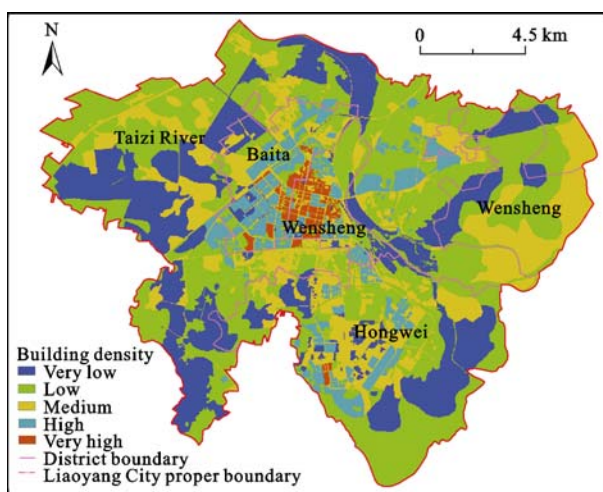 N
0 4.5 km
Taizi River
Baita
Wensheng
Wensheng
Hongwei
Building density
Very low
Low
Medium
High
Very high
District boundary
Liaoyang City proper boundary